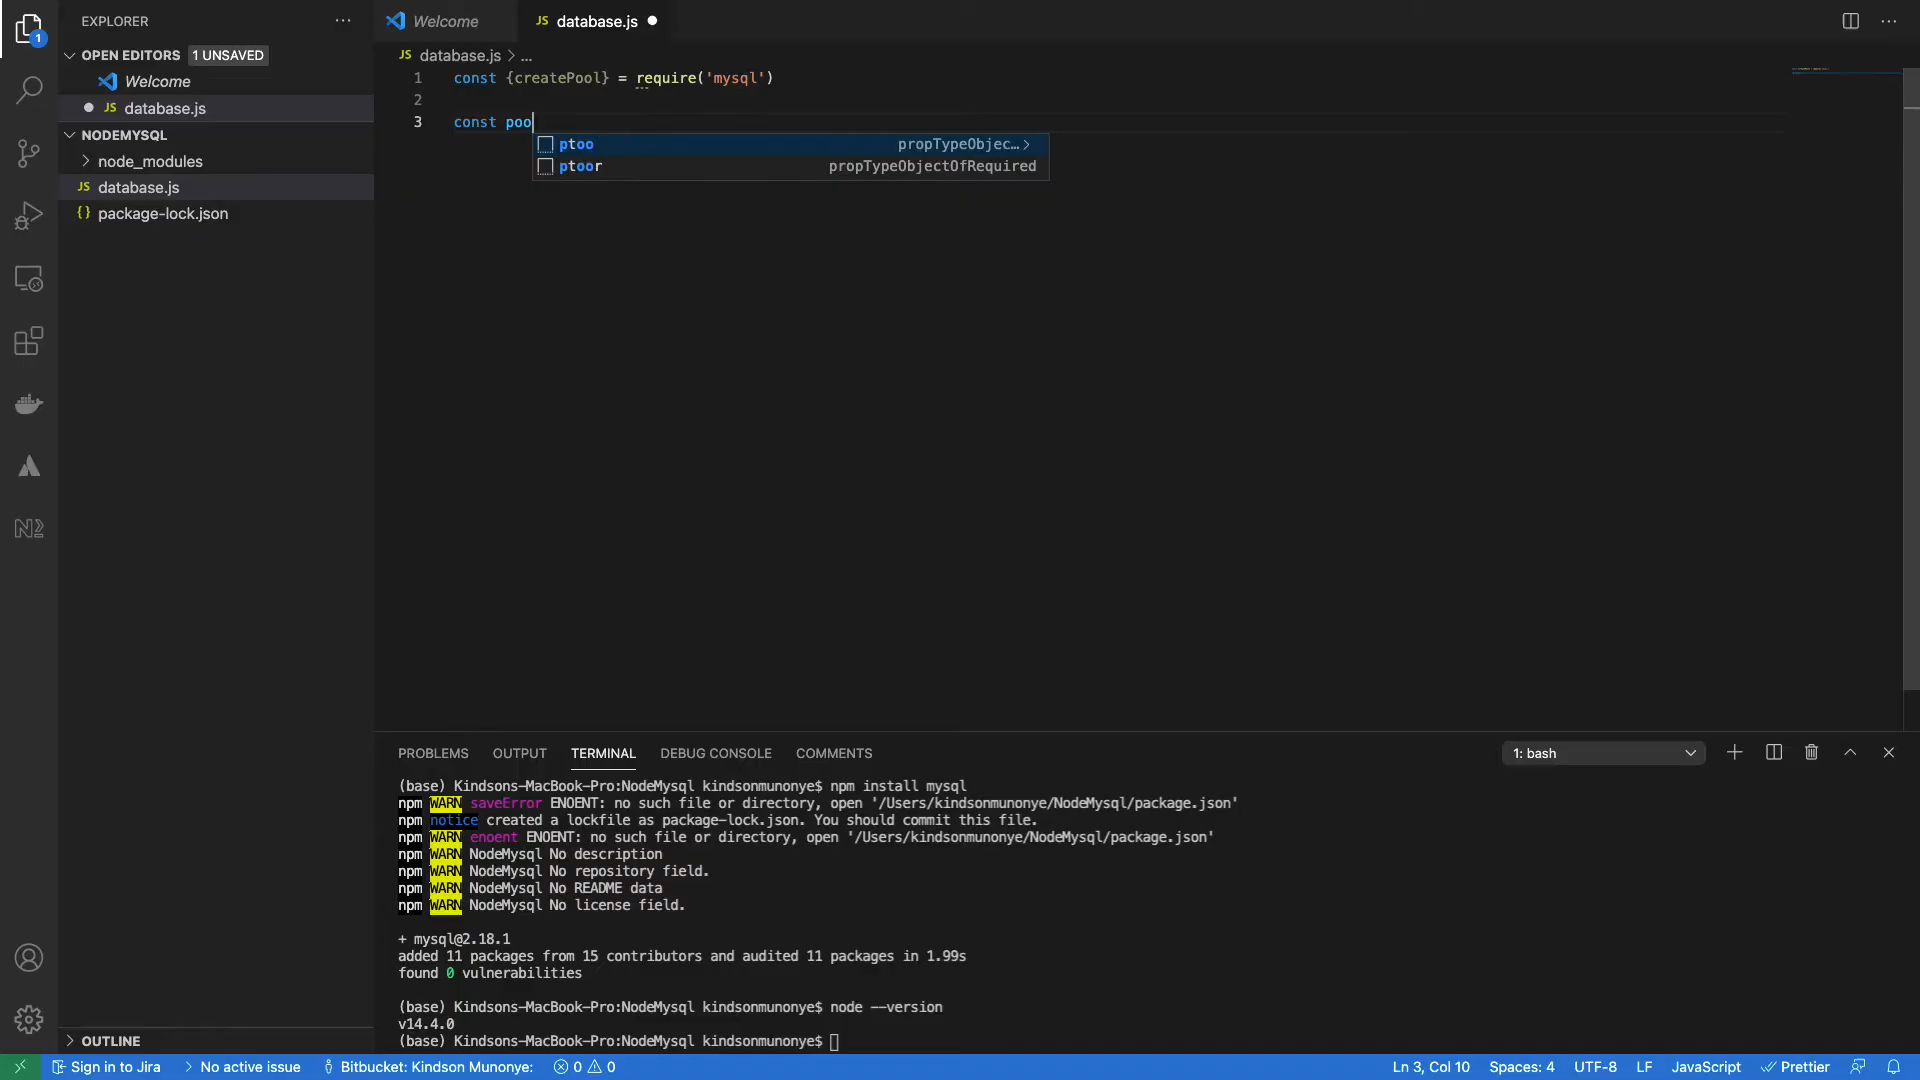 EXPLORER
OPEN EDITORS 1 UNSAVED
Welcome
JS database.js
NODEMYSQL
node_modules
JS database.js
{} package-lock.json
OUTLINE
1
Welcome
JS database.js
JS database.js > ...
1 const {createPool} = require('mysql')
2
3 const poo
ptoo propTypeObjec…>
ptoor propTypeObjectOfRequired
PROBLEMS OUTPUT TERMINAL DEBUG CONSOLE COMMENTS 1: bash
(base) Kindsons-MacBook-Pro:NodeMysql kindsonmunonye$ npm install mysql
npm WARN saveError ENOENT: no such file or directory, open '/Users/kindsonmunonye/NodeMysql/package.json'
npm notice created a lockfile as package-lock.json. You should commit this file.
npm WARN enoent ENOENT: no such file or directory, open '/Users/kindsonmunonye/NodeMysql/package.json'
npm WARN NodeMysql No description
npm WARN NodeMysql No repository field.
npm WARN NodeMysql No README data
npm WARN NodeMysql No license field.
+ mysql@2.18.1
added 11 packages from 15 contributors and audited 11 packages in 1.99s
found 0 vulnerabilities
(base) Kindsons-MacBook-Pro:NodeMysql kindsonmunonye$ node --version
v14.4.0
(base) Kindsons-MacBook-Pro:NodeMysql kindsonmunonye$
Sign in to Jira No active issue Bitbucket: Kindson Munonye: 0 0 Ln 3, Col 10 Spaces: 4 UTF-8 LF JavaScript Prettier